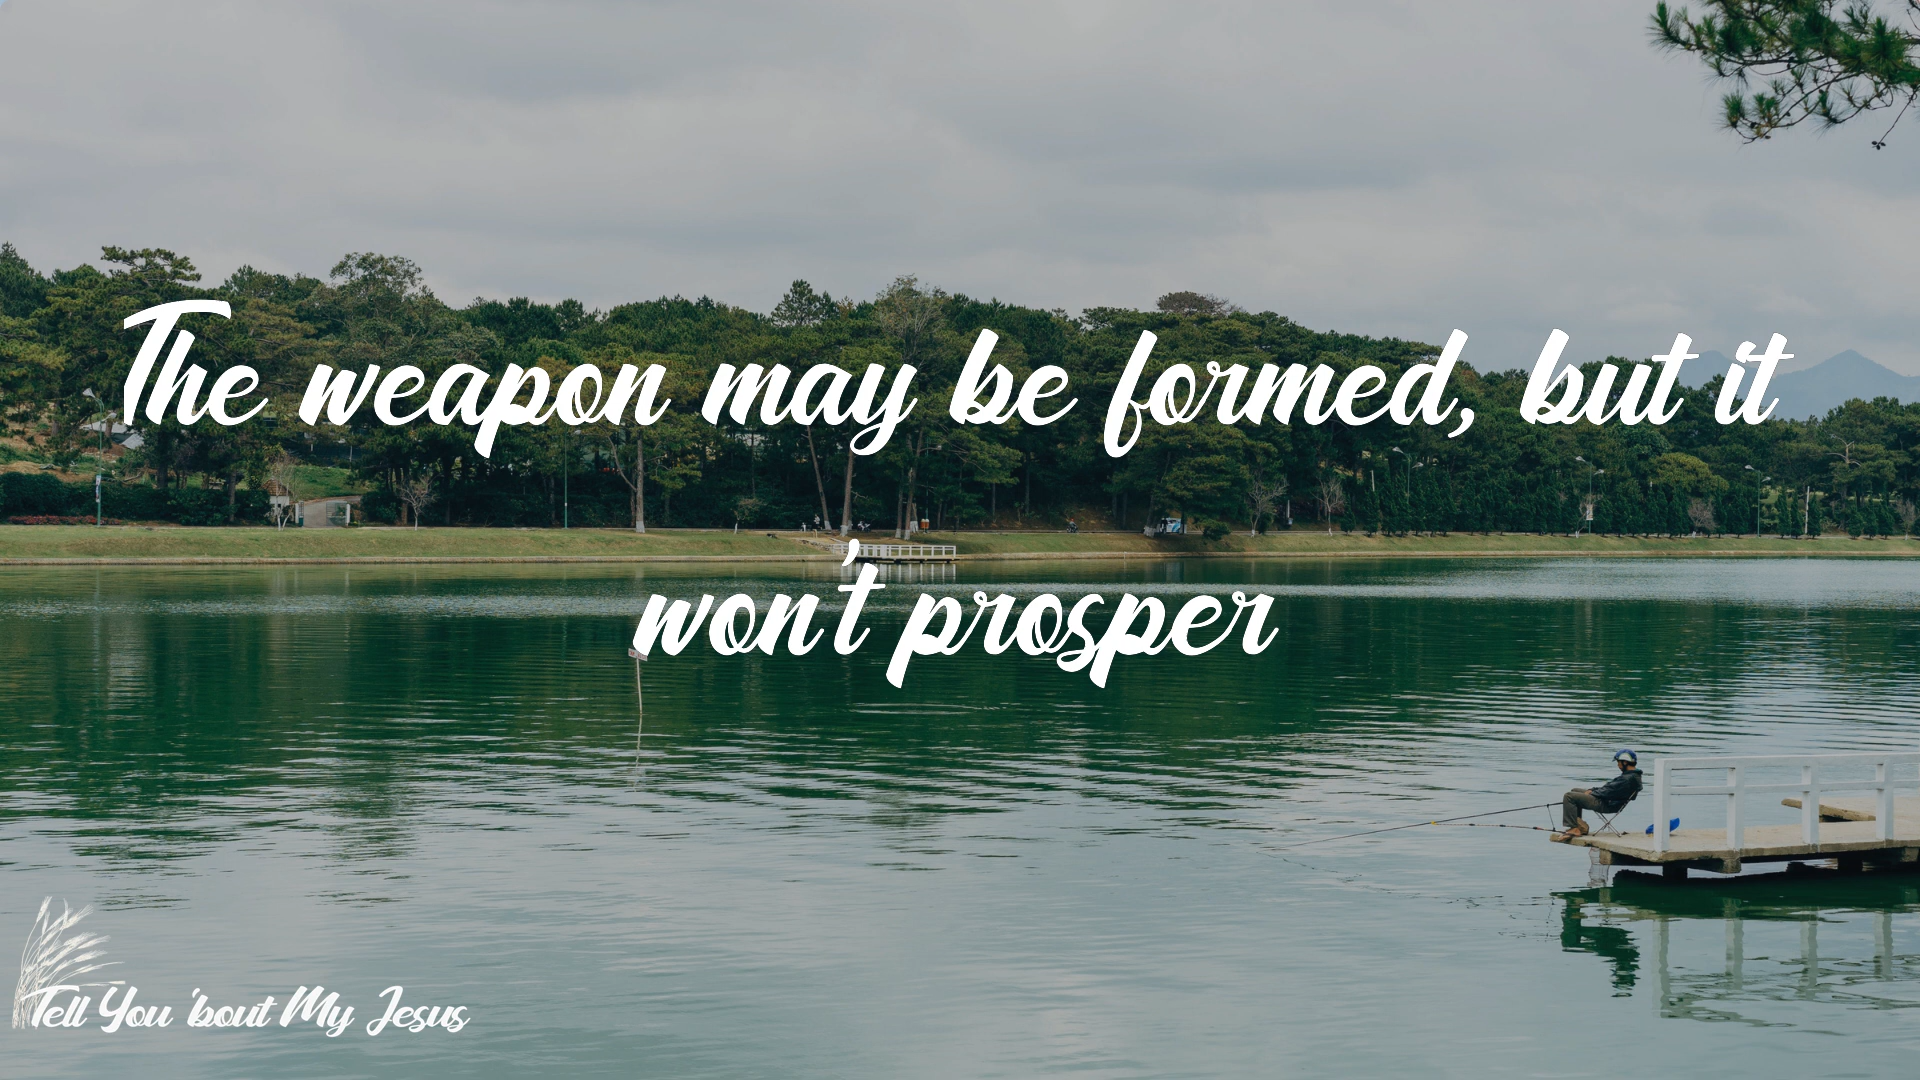 The weapon may be formed, but it
won't prosper
Tell You 'bout My Jesus